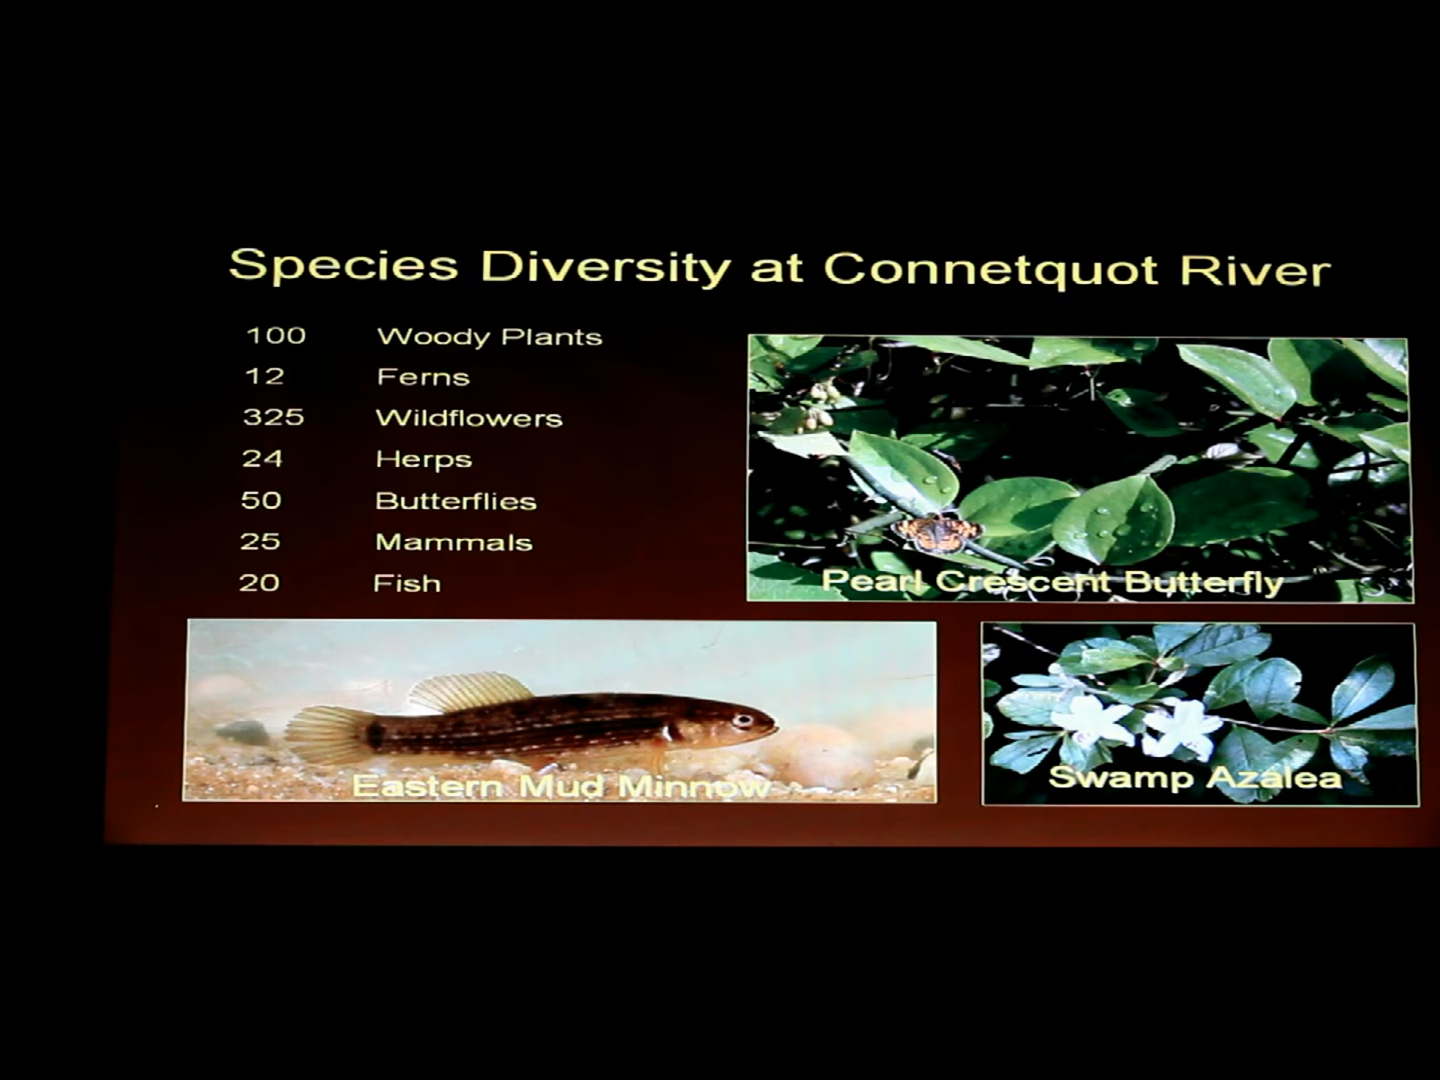 Species Diversity at Connetquot River
100 Woody Plants
12 Ferns
325 Wildflowers
24 Herps
50 Butterflies
25 Mammals
20 Fish
Pearl Crescent Butterfly
Eastern Mud Minnow
Swamp Azalea